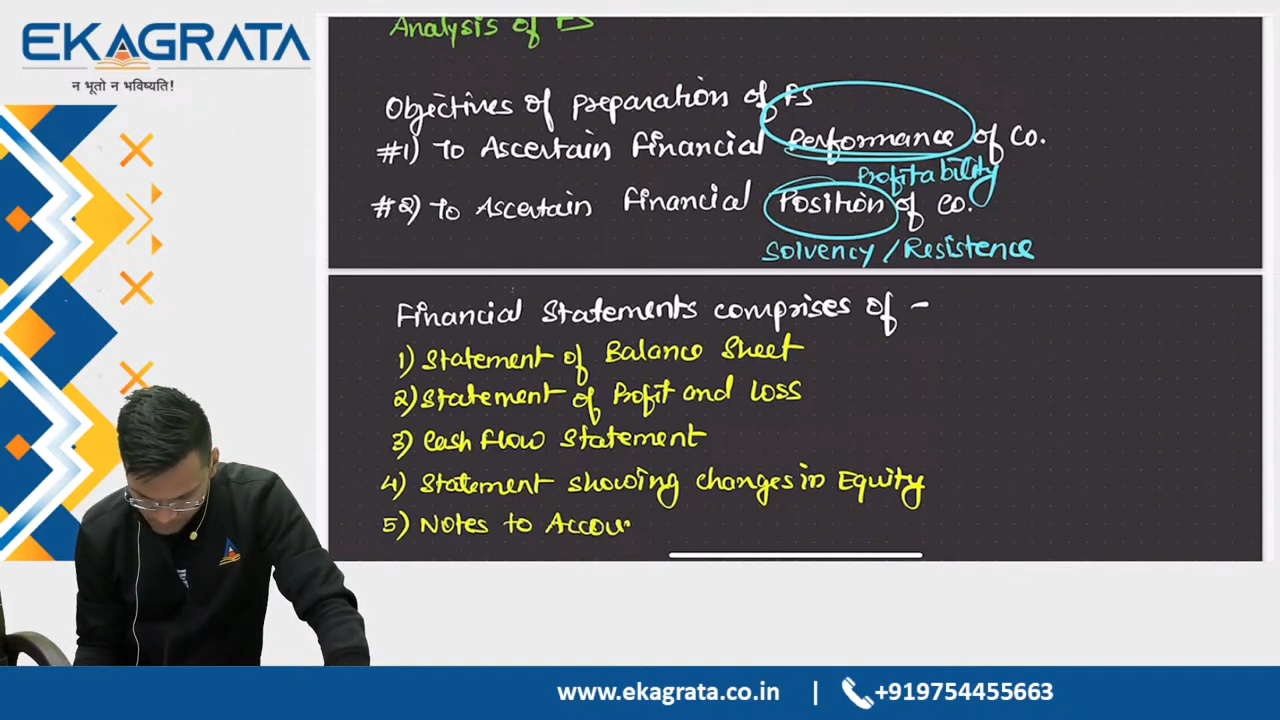 EKAGRATA
न भूतो न भविष्यति!
Analysis of FS
Objectives of preparation of FS
#1) To Ascertain Financial Performance of Co.
Profitability
#2) To Ascertain Financial Position of Co.
Solvency / Resistence
Financial Statements comprises of -
1) Statement of Balance Sheet
2) Statement of Profit and Loss
3) Cash Flow Statement
4) Statement showing changes in Equity
5) Notes to Accou
www.ekagrata.co.in | +919754455663